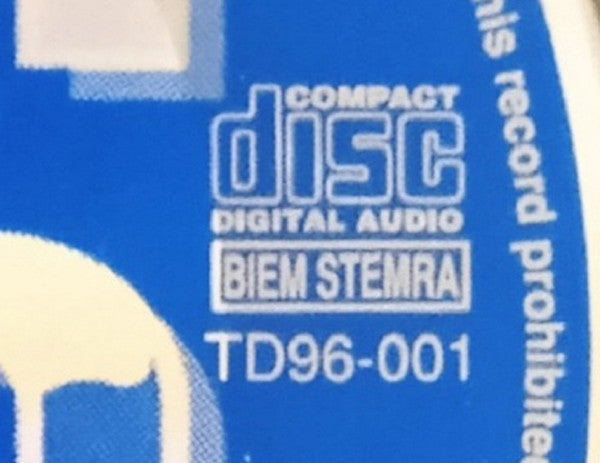 COMPACT
disc
DIGITAL AUDIO
BIEM STEMRA
TD96-001
his record prohibite